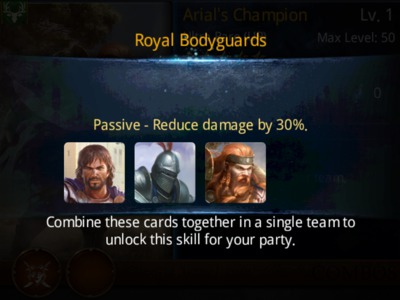 Arial's Champion
Lv. 1
Royal Bodyguards
Max Level: 50
0
Passive - Reduce damage by 30%.
Combine these cards together in a single team to
unlock this skill for your party.